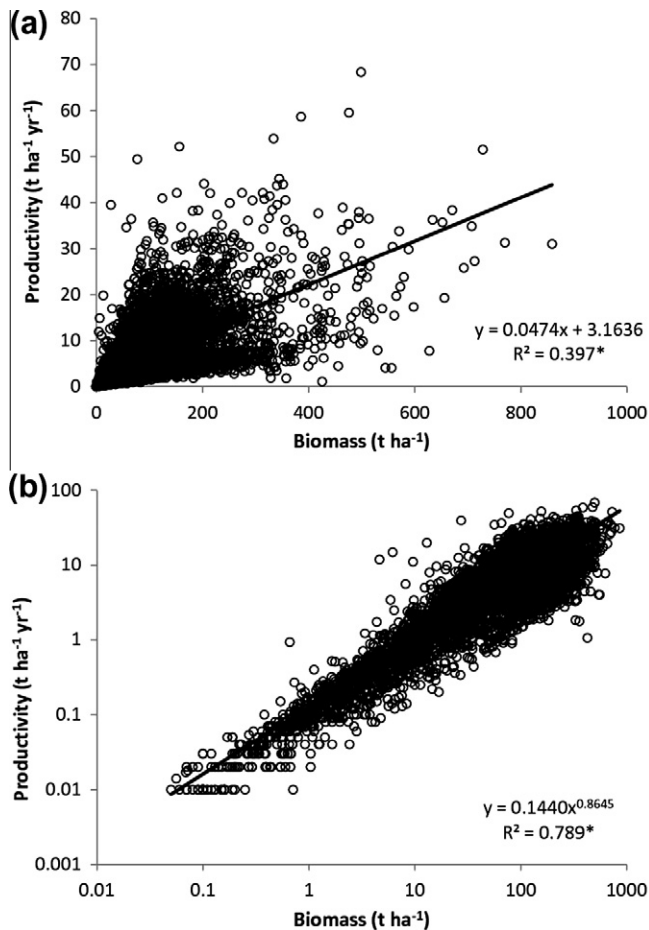 (a)
80
70
60
50
40
30
20
10
0
Productivity (t ha⁻¹ yr⁻¹)
y = 0.0474x + 3.1636
R² = 0.397*
0 200 400 600 800 1000
Biomass (t ha⁻¹)
(b)
100
10
1
0.1
0.01
0.001
Productivity (t ha⁻¹ yr⁻¹)
y = 0.1440x⁰·⁸⁶⁴⁵
R² = 0.789*
0.01 0.1 1 10 100 1000
Biomass (t ha⁻¹)